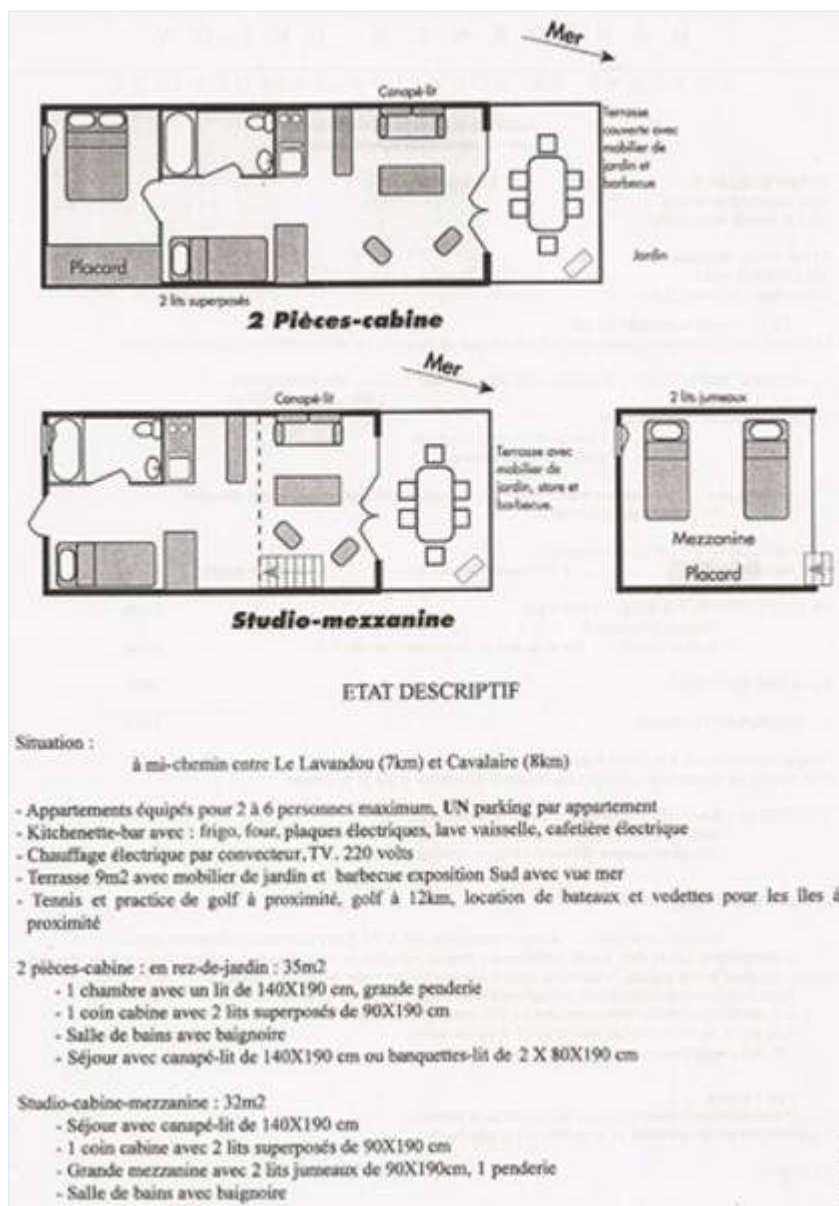 Mer
Canapé-lit
Terrasse
couverte avec
mobilier de
jardin et
barbecue
Placard
Jardin
2 lits superposés
2 Pièces-cabine
Mer
Canapé-lit
2 lits jumeaux
Terrasse avec
mobilier de
jardin, store et
barbecue.
Mezzanine
Placard
Studio-mezzanine
ETAT DESCRIPTIF
Situation :
à mi-chemin entre Le Lavandou (7km) et Cavalaire (8km)
- Appartements équipés pour 2 à 6 personnes maximum, UN parking par appartement
- Kitchenette-bar avec : frigo, four, plaques électriques, lave vaisselle, cafetière électrique
- Chauffage électrique par convecteur, TV. 220 volts
- Terrasse 9m2 avec mobilier de jardin et barbecue exposition Sud avec vue mer
- Tennis et practice de golf à proximité, golf à 12km, location de bateaux et vedettes pour les îles à
proximité
2 pièces-cabine : en rez-de-jardin : 35m2
- 1 chambre avec un lit de 140X190 cm, grande penderie
- 1 coin cabine avec 2 lits superposés de 90X190 cm
- Salle de bains avec baignoire
- Séjour avec canapé-lit de 140X190 cm ou banquettes-lit de 2 X 80X190 cm
Studio-cabine-mezzanine : 32m2
- Séjour avec canapé-lit de 140X190 cm
- 1 coin cabine avec 2 lits superposés de 90X190 cm
- Grande mezzanine avec 2 lits jumeaux de 90X190cm, 1 penderie
- Salle de bains avec baignoire